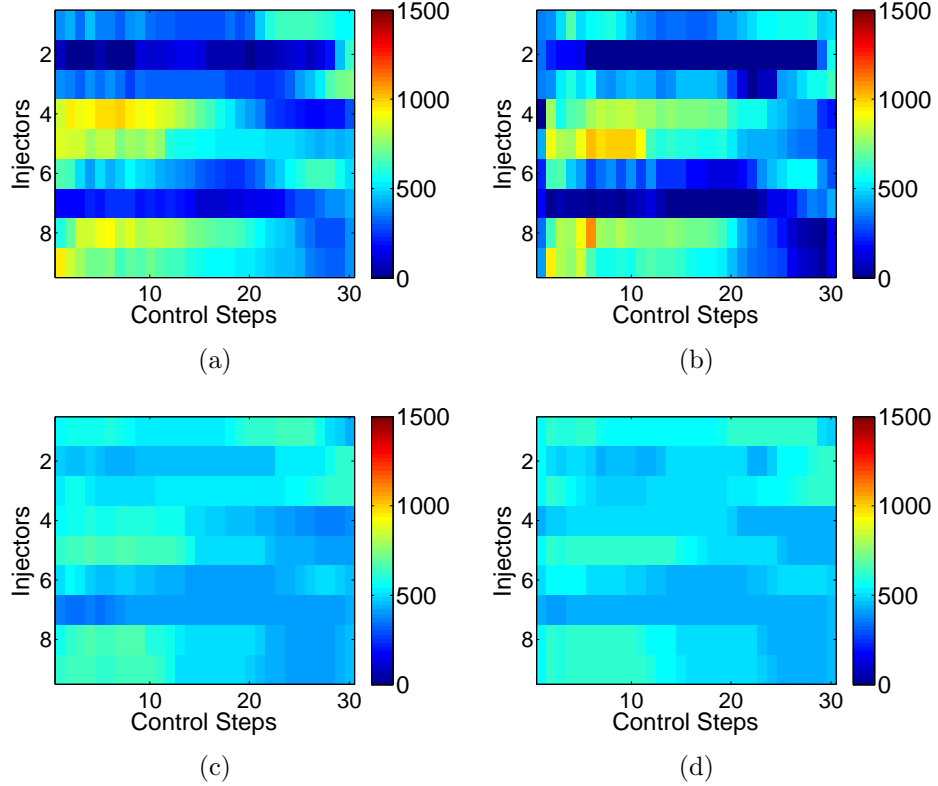 1500
2
1000
4
6
500
8
0
10 20 30
Injectors
Control Steps
(a)
1500
2
1000
4
6
500
8
0
10 20 30
Injectors
Control Steps
(b)
1500
2
1000
4
6
500
8
0
10 20 30
Injectors
Control Steps
(c)
1500
2
1000
4
6
500
8
0
10 20 30
Injectors
Control Steps
(d)